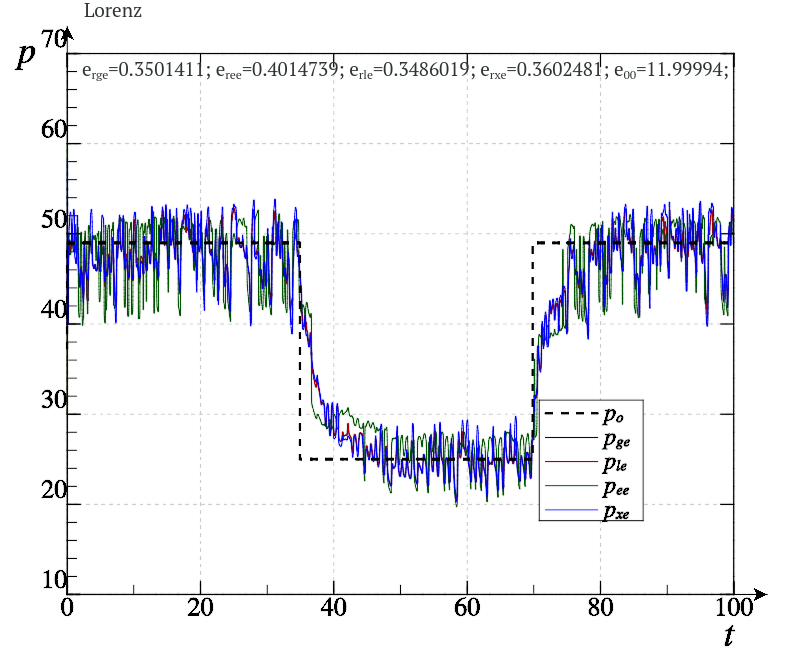 Lorenz
p
70
e_rge=0.3501411; e_ree=0.4014739; e_rle=0.3486019; e_rxe=0.3602481; e_00=11.99994;
60
50
40
30
20
10
p_o
p_ge
p_le
p_ee
p_xe
0 20 40 60 80 100
t